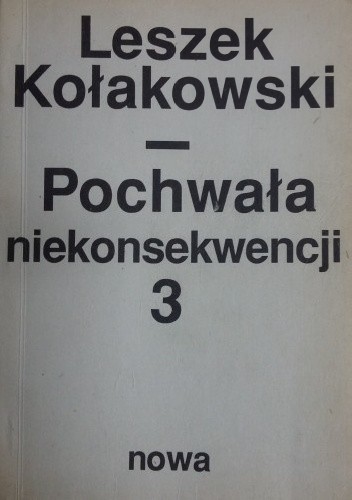 Leszek
Kołakowski
—
Pochwała
niekonsekwencji
3
nowa